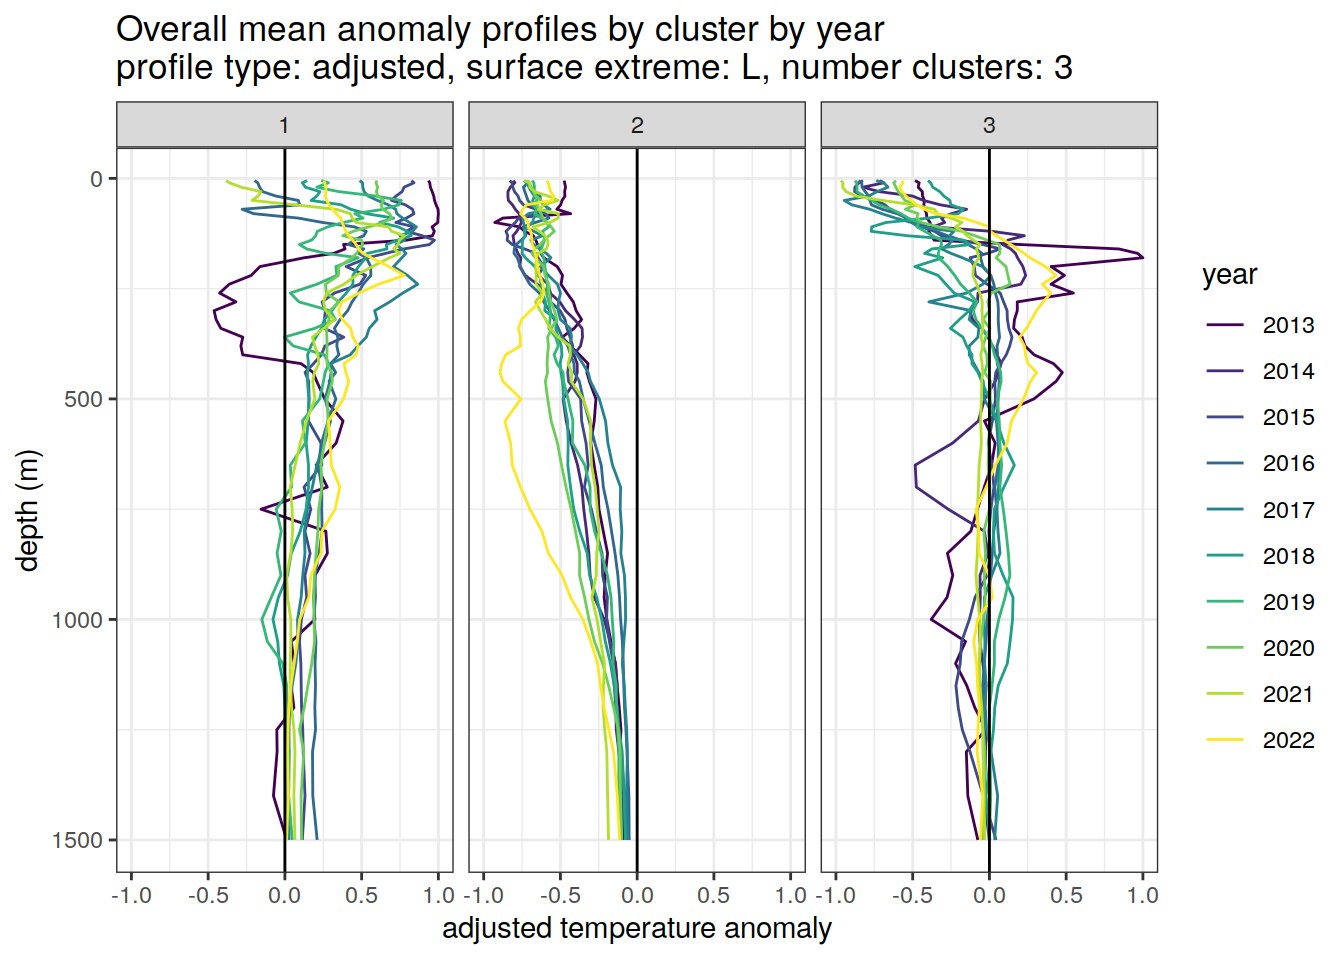 Overall mean anomaly profiles by cluster by year
profile type: adjusted, surface extreme: L, number clusters: 3
1 2 3
0
500
1000
1500
depth (m)
-1.0 -0.5 0.0 0.5 1.0 -1.0 -0.5 0.0 0.5 1.0 -1.0 -0.5 0.0 0.5 1.0
adjusted temperature anomaly
year
2013
2014
2015
2016
2017
2018
2019
2020
2021
2022